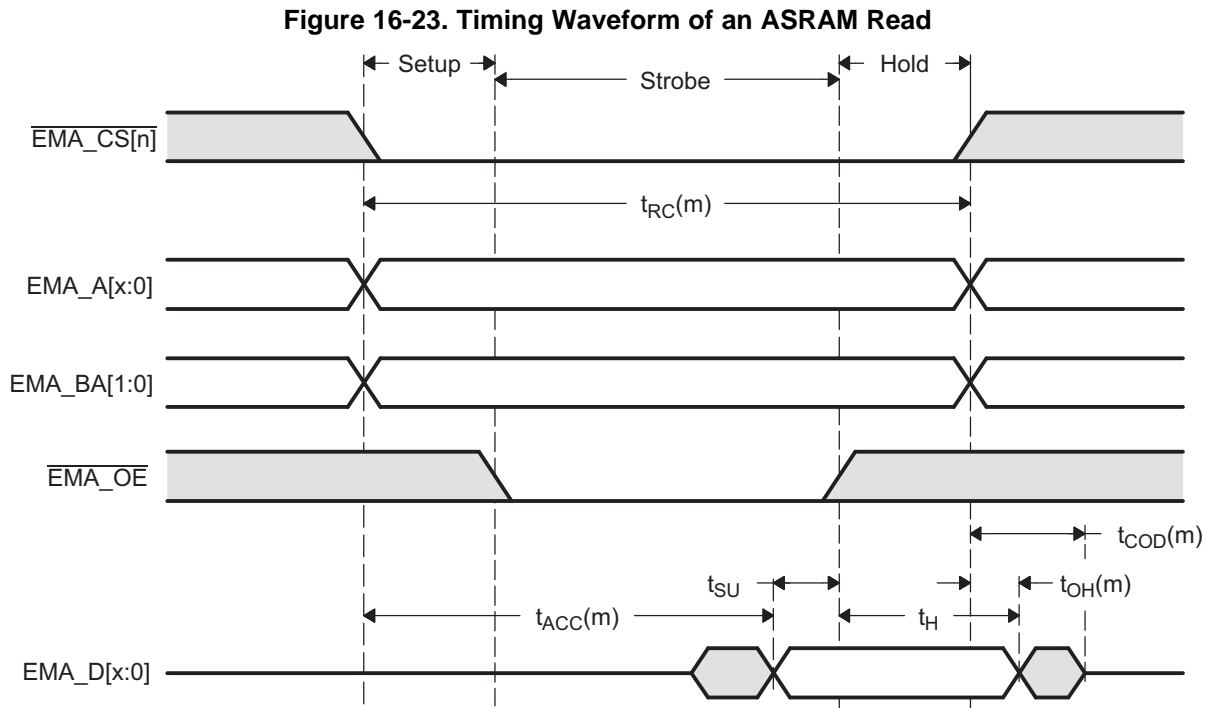 Figure 16-23. Timing Waveform of an ASRAM Read
Setup
Strobe
Hold
EMA_CS[n]
tRC(m)
EMA_A[x:0]
EMA_BA[1:0]
EMA_OE
tCOD(m)
tSU
tOH(m)
tACC(m)
tH
EMA_D[x:0]